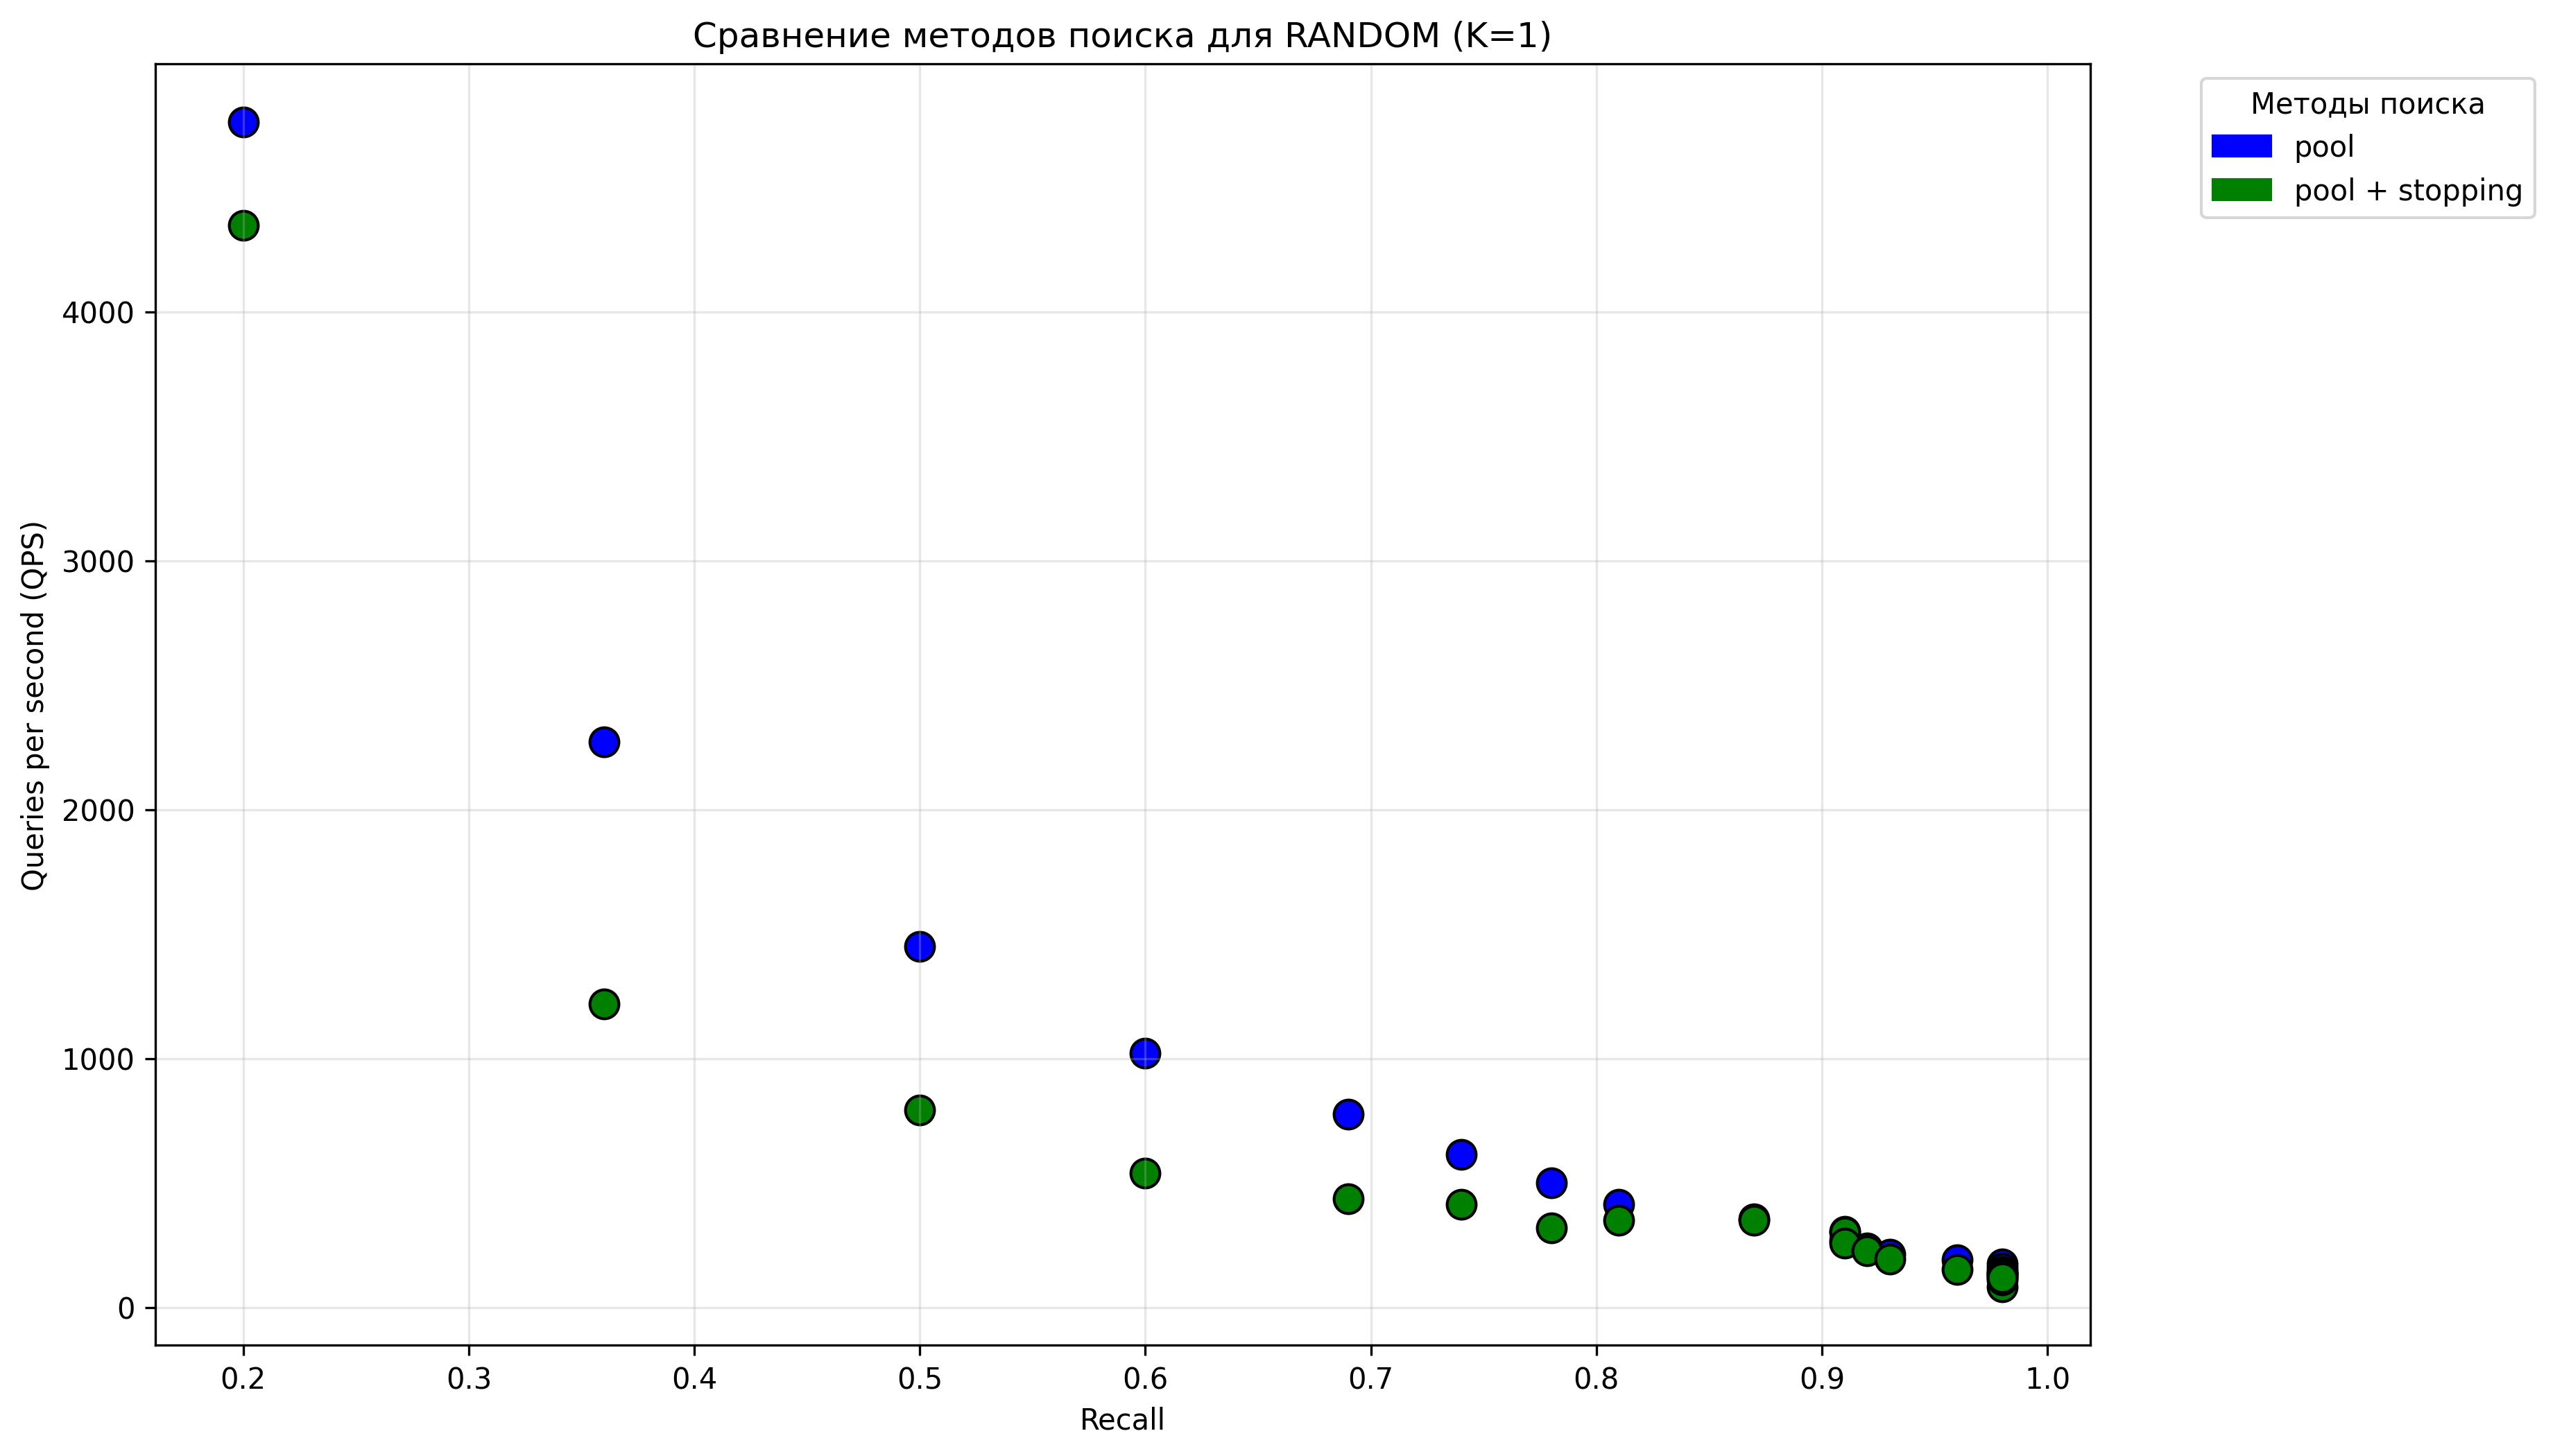 Сравнение методов поиска для RANDOM (K=1)
Методы поиска
pool
pool + stopping
Queries per second (QPS)
4000
3000
2000
1000
0
0.2 0.3 0.4 0.5 0.6 0.7 0.8 0.9 1.0
Recall